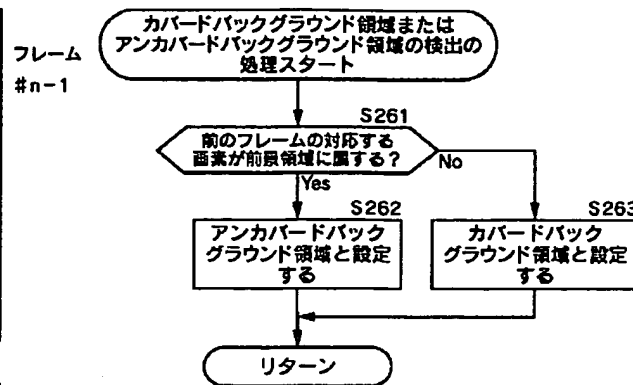 フレーム
#n-1
カバードバックグラウンド領域または
アンカバードバックグラウンド領域の検出の
処理スタート
S261
前のフレームの対応する
画素が前景領域に属する？
No
Yes
S262
アンカバードバック
グラウンド領域と設定
する
S263
カバードバック
グラウンド領域と設定
する
リターン